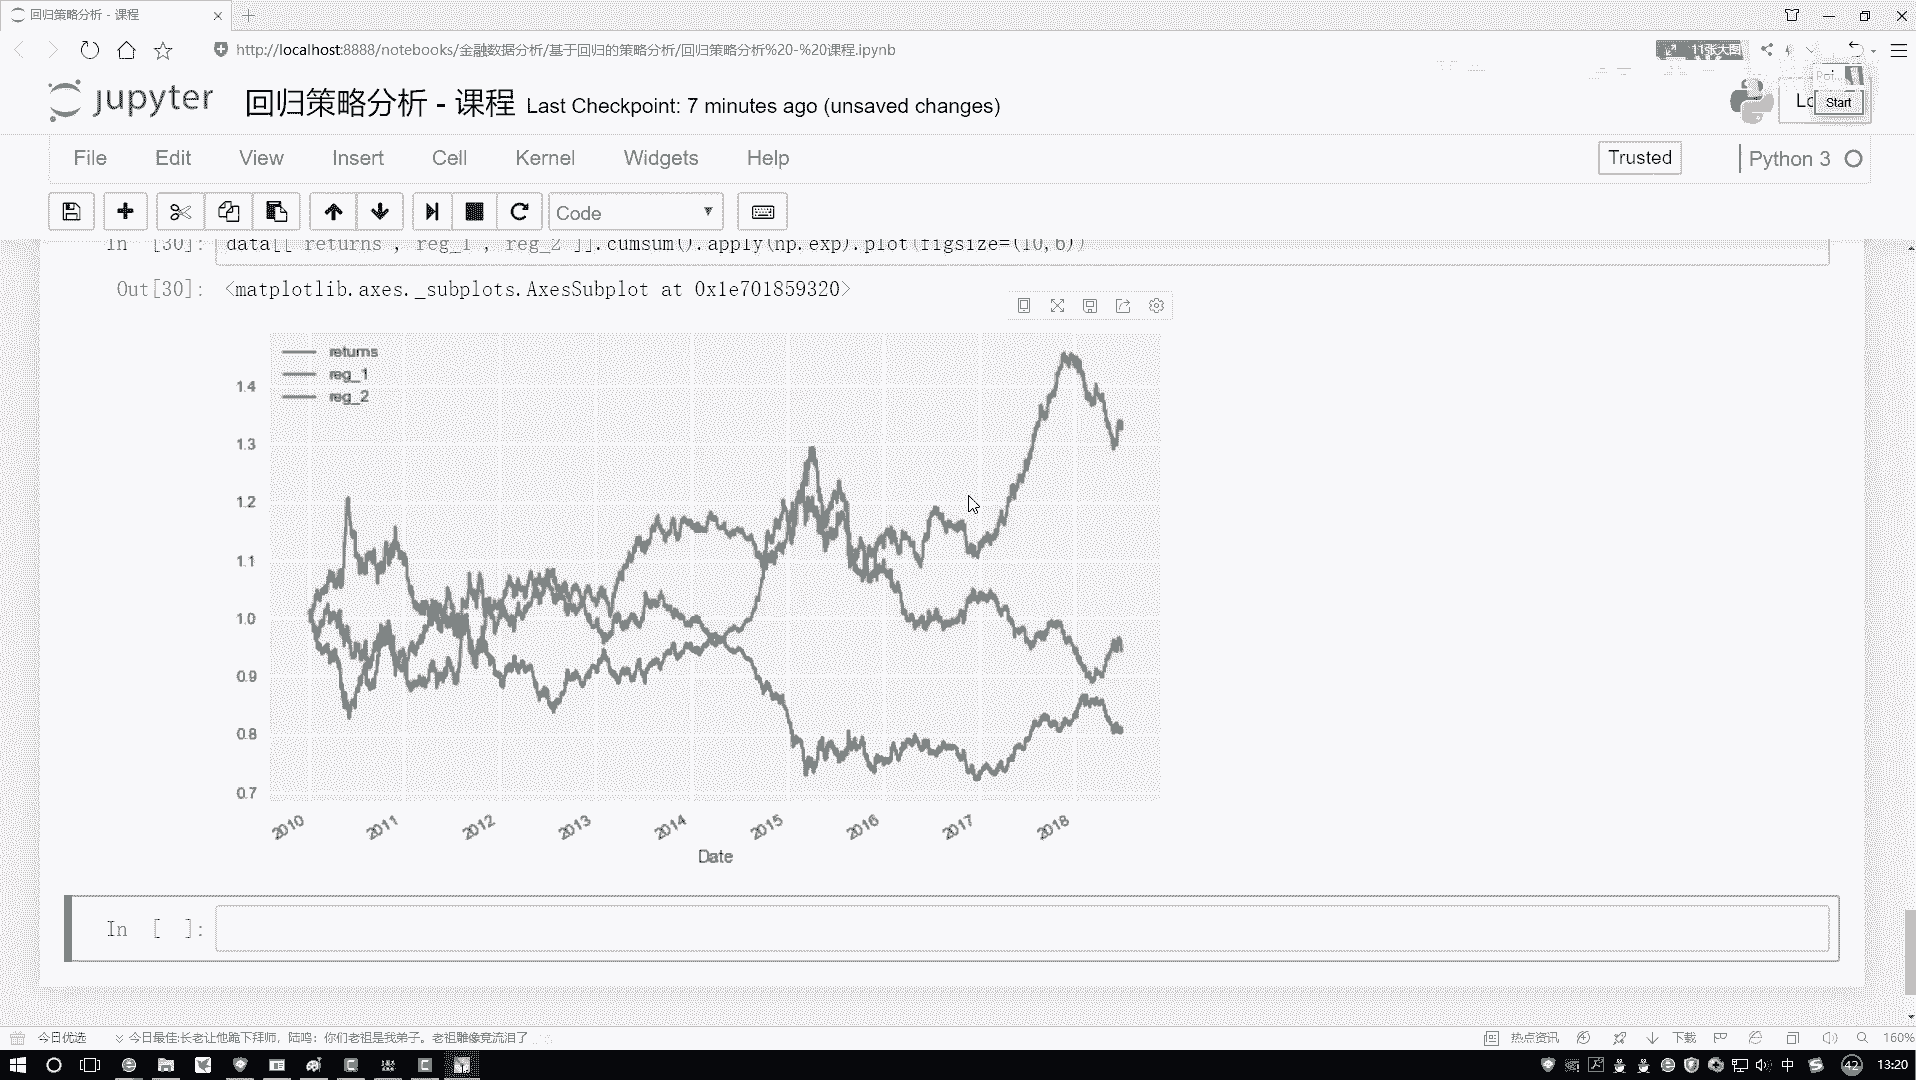 回归策略分析 - 课程
http://localhost:8888/notebooks/金融数据分析/基于回归的策略分析/回归策略分析%20-%20课程.ipynb
11张大图
jupyter
回归策略分析 - 课程 Last Checkpoint: 7 minutes ago (unsaved changes)
Start
File Edit View Insert Cell Kernel Widgets Help
Trusted
Python 3
Code
In [30]: data[['returns','reg_1','reg_2']].cumsum().apply(np.exp).plot(figsize=(10,6))
Out[30]: <matplotlib.axes._subplots.AxesSubplot at 0x1e701859320>
returns
reg_1
reg_2
1.4
1.3
1.2
1.1
1.0
0.9
0.8
0.7
2010 2011 2012 2013 2014 2015 2016 2017 2018
Date
In [ ]:
今日优选
今日最佳:长老让他跪下拜师，陆鸣：你们老祖是我弟子。老祖雕像竟流泪了
热点资讯
下载
160%
中
42
13:20